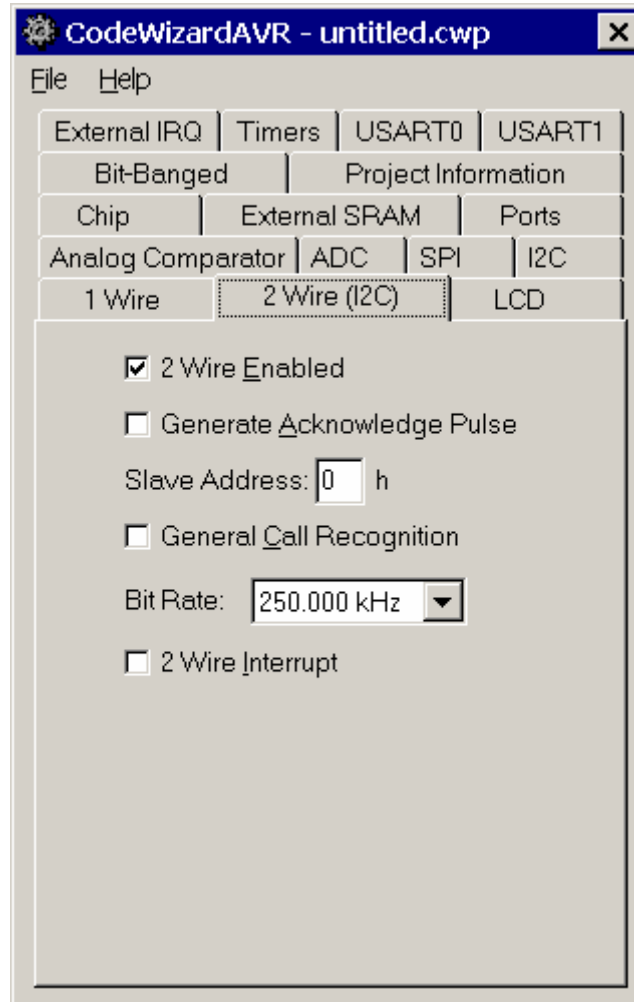 CodeWizardAVR - untitled.cwp
File Help
External IRQ Timers USART0 USART1
Bit-Banged Project Information
Chip External SRAM Ports
Analog Comparator ADC SPI I2C
1 Wire 2 Wire (I2C) LCD
2 Wire Enabled
Generate Acknowledge Pulse
Slave Address: 0 h
General Call Recognition
Bit Rate: 250.000 kHz
2 Wire Interrupt